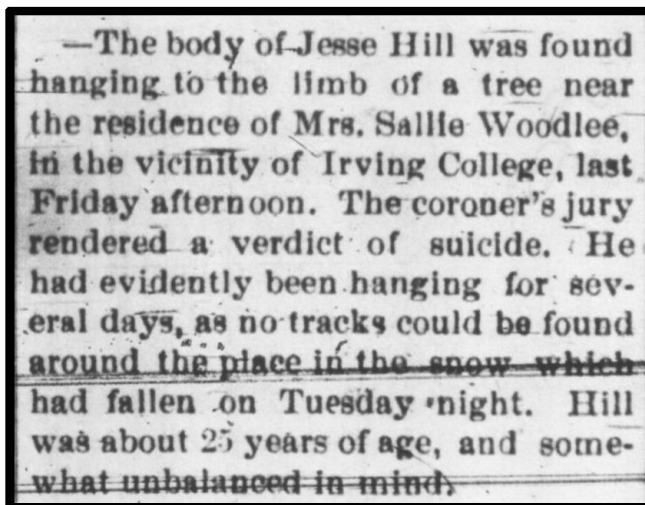 —The body of Jesse Hill was found
hanging to the limb of a tree near
the residence of Mrs. Sallie Woodlee,
in the vicinity of Irving College, last
Friday afternoon. The coroner's jury
rendered a verdict of suicide. He
had evidently been hanging for sev-
eral days, as no tracks could be found
around the place in the snow which
had fallen on Tuesday night. Hill
was about 25 years of age, and some-
what unbalanced in mind.